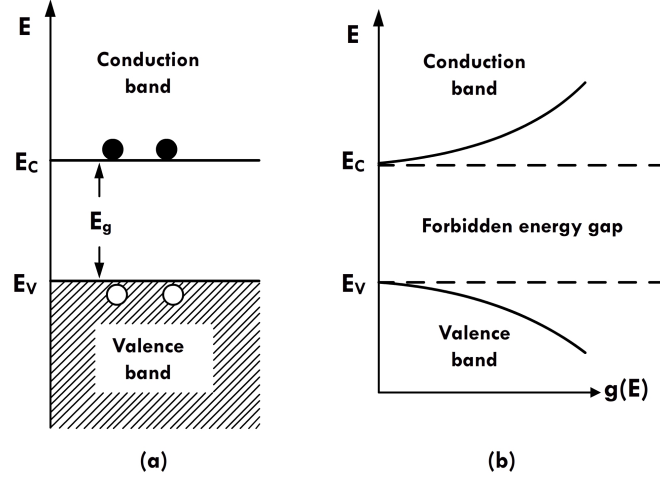 E
Conduction
band
E_C
E_g
E_V
Valence
band
(a)
E
Conduction
band
E_C
Forbidden energy gap
E_V
Valence
band
g(E)
(b)